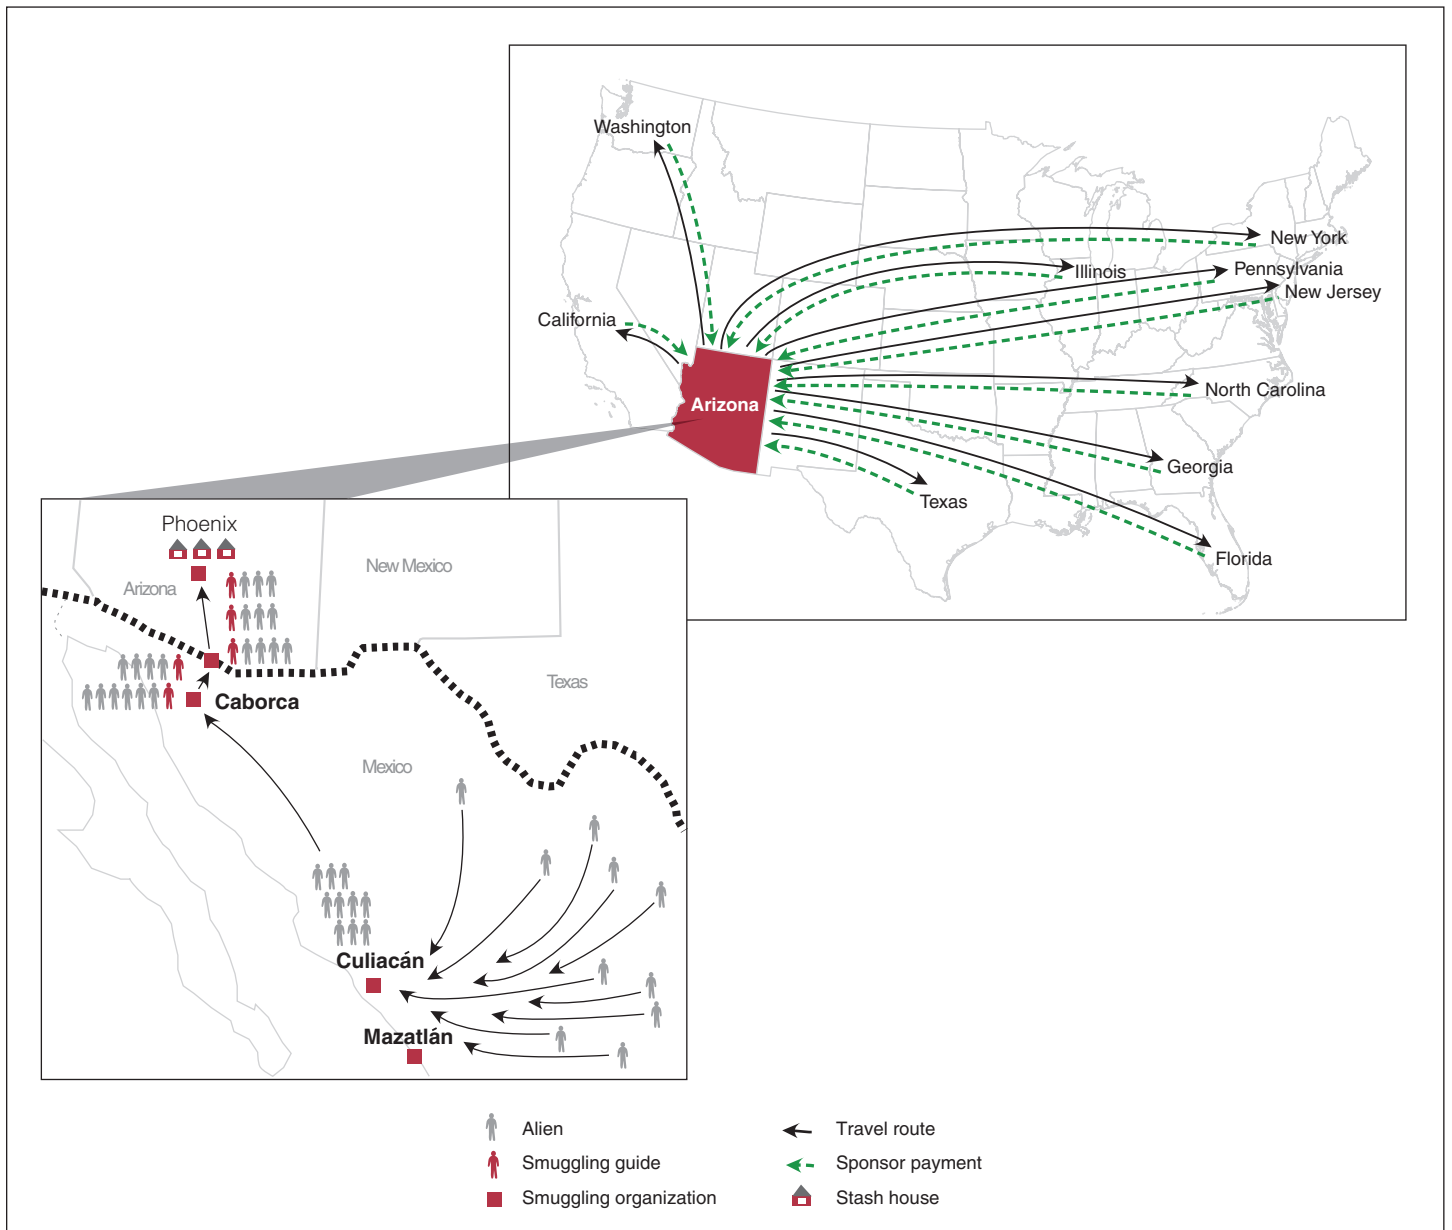 Washington
New York
Illinois
Pennsylvania
New Jersey
California
Arizona
North Carolina
Georgia
Texas
Florida
Phoenix
New Mexico
Arizona
Texas
Caborca
Mexico
Culiacán
Mazatlán
Alien
Travel route
Smuggling guide
Sponsor payment
Smuggling organization
Stash house